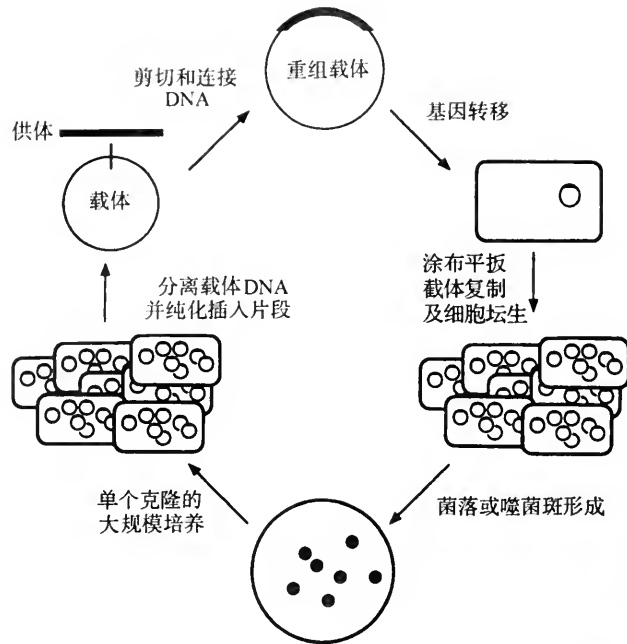 重组载体
剪切和连接
DNA
基因转移
供体
载体
涂布平扳
截体复制
及细胞坛生
分离载体DNA
并纯化插入片段
单个克隆的
大规模培养
菌落或噬菌斑形成